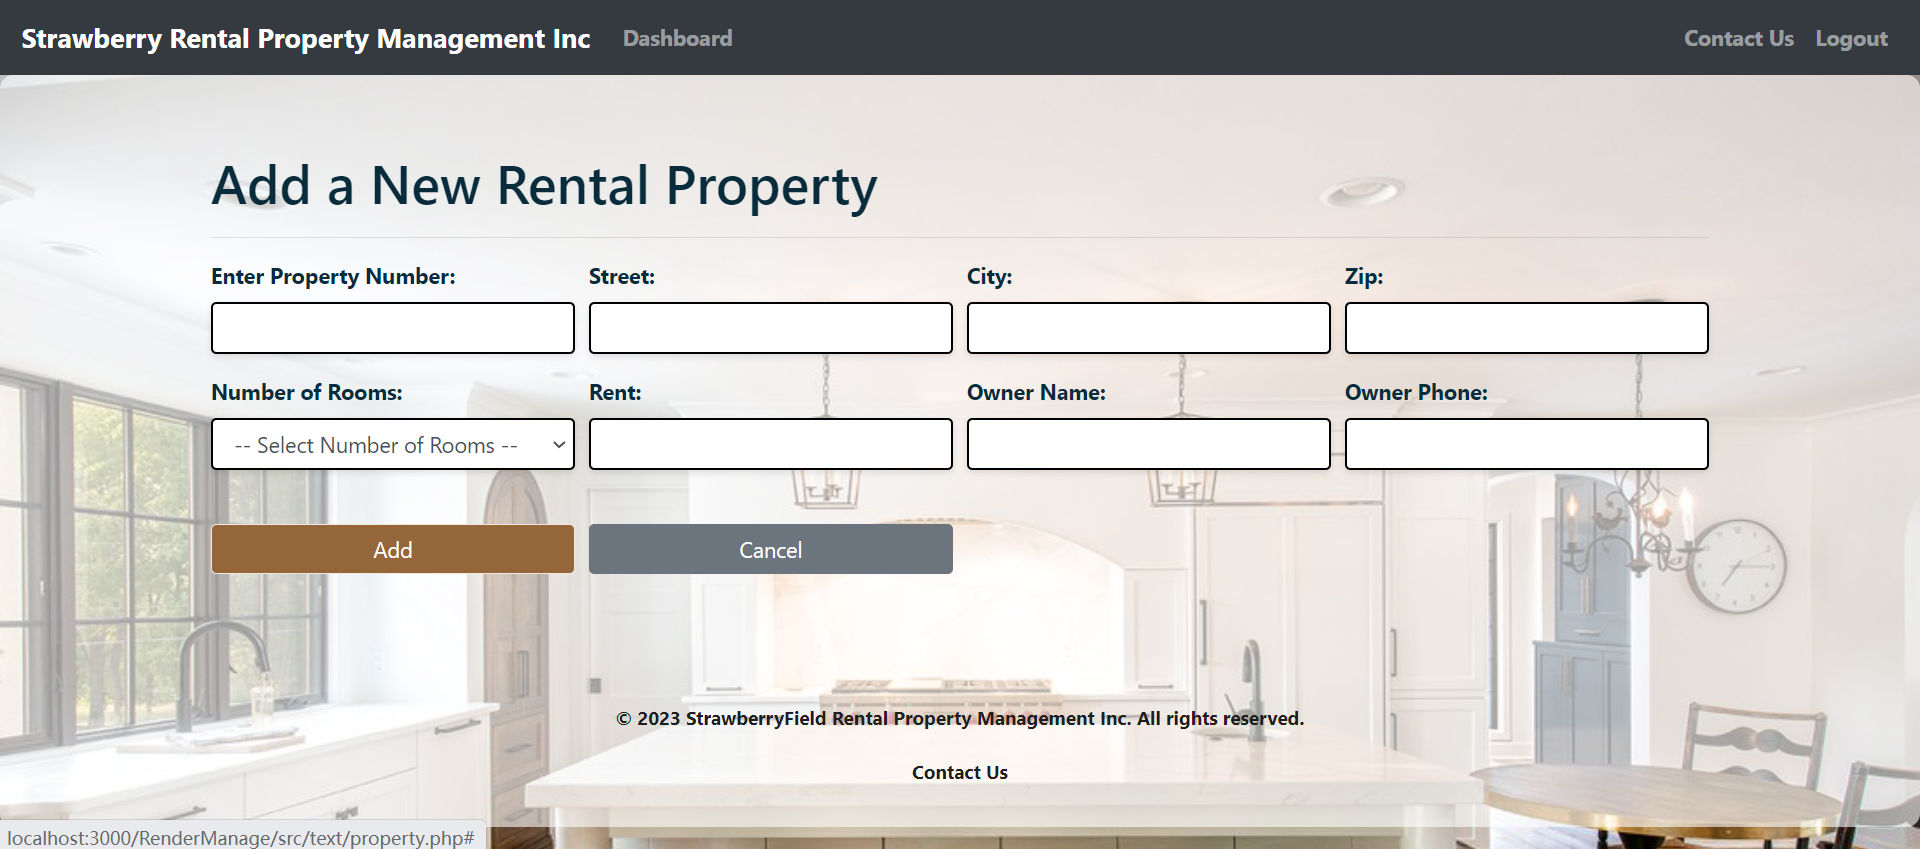 Strawberry Rental Property Management Inc Dashboard Contact Us Logout
Add a New Rental Property
Enter Property Number: Street: City: Zip:
Number of Rooms: Rent: Owner Name: Owner Phone:
-- Select Number of Rooms --
Add Cancel
© 2023 StrawberryField Rental Property Management Inc. All rights reserved.
Contact Us
localhost:3000/RenderManage/src/text/property.php#